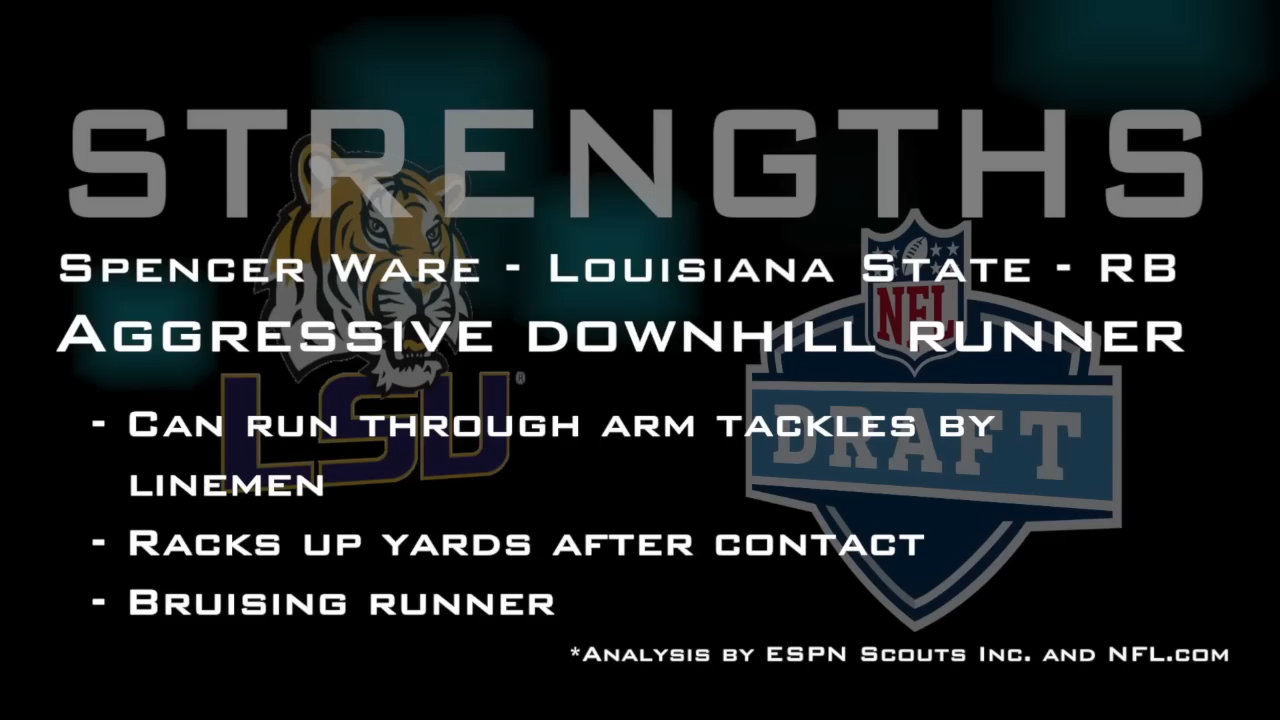 STRENGTHS
SPENCER WARE - LOUISIANA STATE - RB
AGGRESSIVE DOWNHILL RUNNER
- CAN RUN THROUGH ARM TACKLES BY
LINEMEN
- RACKS UP YARDS AFTER CONTACT
- BRUISING RUNNER
*ANALYSIS BY ESPN SCOUTS INC. AND NFL.COM
LSU®
NFL
DRAFT